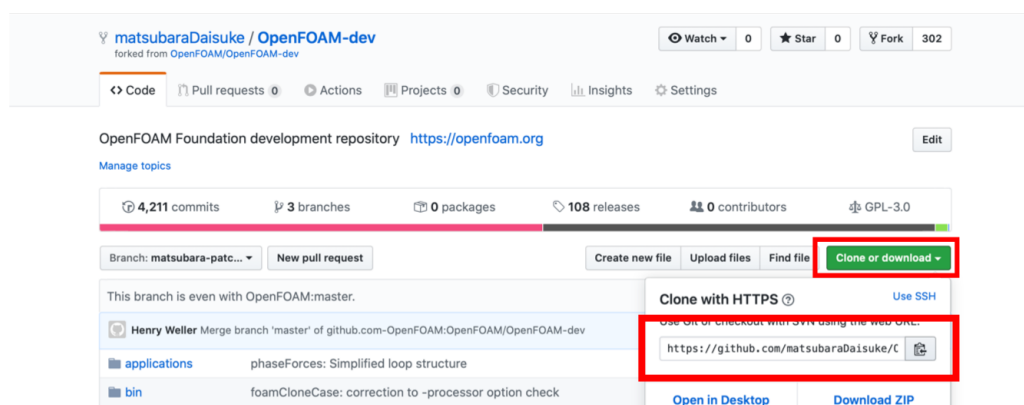 matsubaraDaisuke / OpenFOAM-dev
forked from OpenFOAM/OpenFOAM-dev
Watch 0 Star 0 Fork 302
Code Pull requests 0 Actions Projects 0 Security Insights Settings
OpenFOAM Foundation development repository https://openfoam.org Edit
Manage topics
4,211 commits 3 branches 0 packages 108 releases 0 contributors GPL-3.0
Branch: matsubara-patc... New pull request Create new file Upload files Find file Clone or download
This branch is even with OpenFOAM:master.
Clone with HTTPS Use SSH
Use Git or checkout with SVN using the web URL.
https://github.com/matsubaraDaisuke/
Henry Weller Merge branch 'master' of github.com-OpenFOAM:OpenFOAM/OpenFOAM-dev
applications phaseForces: Simplified loop structure
bin foamCloneCase: correction to -processor option check
Open in Desktop Download ZIP